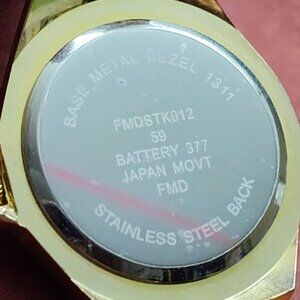 BASE METAL BEZEL 1311
FMDSTK012
59
BATTERY 377
JAPAN MOVT
FMD
STAINLESS STEEL BACK